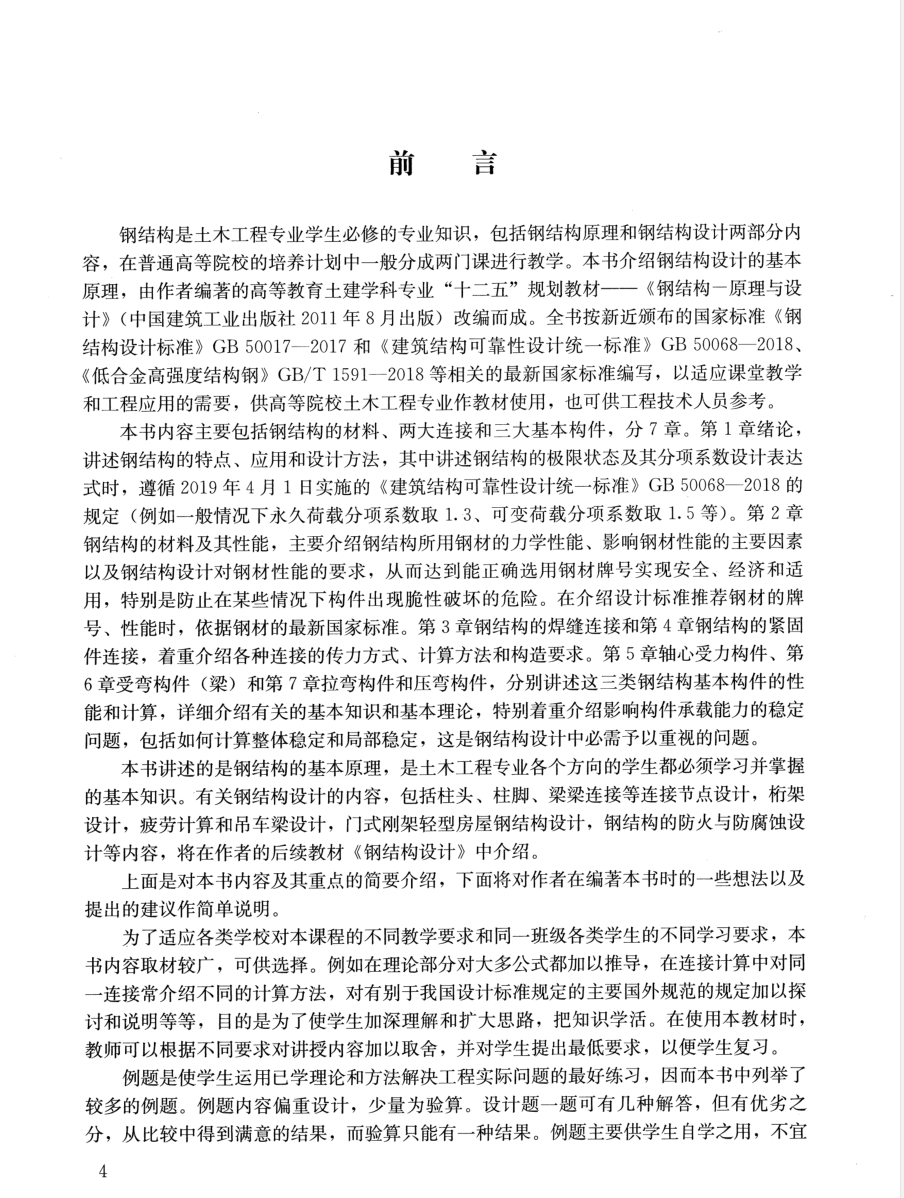 前 言
钢结构是土木工程专业学生必修的专业知识，包括钢结构原理和钢结构设计两部分内
容，在普通高等院校的培养计划中一般分成两门课进行教学。本书介绍钢结构设计的基本
原理，由作者编著的高等教育土建学科专业“十二五”规划教材——《钢结构－原理与设
计》（中国建筑工业出版社 2011 年 8 月出版）改编而成。全书按新近颁布的国家标准《钢
结构设计标准》GB 50017—2017 和《建筑结构可靠性设计统一标准》GB 50068—2018、
《低合金高强度结构钢》GB/T 1591—2018 等相关的最新国家标准编写，以适应课堂教学
和工程应用的需要，供高等院校土木工程专业作教材使用，也可供工程技术人员参考。
本书内容主要包括钢结构的材料、两大连接和三大基本构件，分 7 章。第 1 章绪论，
讲述钢结构的特点、应用和设计方法，其中讲述钢结构的极限状态及其分项系数设计表达
式时，遵循 2019 年 4 月 1 日实施的《建筑结构可靠性设计统一标准》GB 50068—2018 的
规定（例如一般情况下永久荷载分项系数取 1.3、可变荷载分项系数取 1.5 等）。第 2 章
钢结构的材料及其性能，主要介绍钢结构所用钢材的力学性能、影响钢材性能的主要因素
以及钢结构设计对钢材性能的要求，从而达到能正确选用钢材牌号实现安全、经济和适
用，特别是防止在某些情况下构件出现脆性破坏的危险。在介绍设计标准推荐钢材的牌
号、性能时，依据钢材的最新国家标准。第 3 章钢结构的焊缝连接和第 4 章钢结构的紧固
件连接，着重介绍各种连接的传力方式、计算方法和构造要求。第 5 章轴心受力构件、第
6 章受弯构件（梁）和第 7 章拉弯构件和压弯构件，分别讲述这三类钢结构基本构件的性
能和计算，详细介绍有关的基本知识和基本理论，特别着重介绍影响构件承载能力的稳定
问题，包括如何计算整体稳定和局部稳定，这是钢结构设计中必需予以重视的问题。
本书讲述的是钢结构的基本原理，是土木工程专业各个方向的学生都必须学习并掌握
的基本知识。有关钢结构设计的内容，包括柱头、柱脚、梁梁连接等连接节点设计，桁架
设计，疲劳计算和吊车梁设计，门式刚架轻型房屋钢结构设计，钢结构的防火与防腐蚀设
计等内容，将在作者的后续教材《钢结构设计》中介绍。
上面是对本书内容及其重点的简要介绍，下面将对作者在编著本书时的一些想法以及
提出的建议作简单说明。
为了适应各类学校对本课程的不同教学要求和同一班级各类学生的不同学习要求，本
书内容取材较广，可供选择。例如在理论部分对大多公式都加以推导，在连接计算中对同
一连接常介绍不同的计算方法，对有别于我国设计标准规定的主要国外规范的规定加以探
讨和说明等等，目的是为了使学生加深理解和扩大思路，把知识学活。在使用本教材时，
教师可以根据不同要求对讲授内容加以取舍，并对学生提出最低要求，以便学生复习。
例题是使学生运用已学理论和方法解决工程实际问题的最好练习，因而本书中列举了
较多的例题。例题内容偏重设计，少量为验算。设计题一题可有几种解答，但有优劣之
分，从比较中得到满意的结果，而验算只能有一种结果。例题主要供学生自学之用，不宜
4